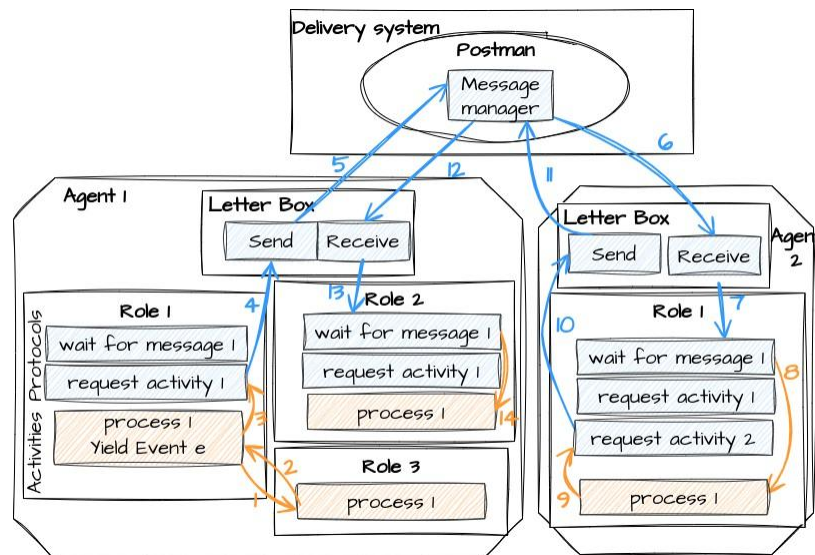 Delivery system
Postman
Message
manager
5
12
11
6
Agent 1
Letter Box
Send
Receive
Letter Box
Send
Receive
Agen
2
4
13
7
10
Activities Protocols
Role 1
wait for message 1
request activity 1
3
process 1
Yield Event e
Role 2
wait for message 1
request activity 1
process 1
14
Role 3
process 1
1
2
Role 1
wait for message 1
request activity 1
request activity 2
process 1
8
9